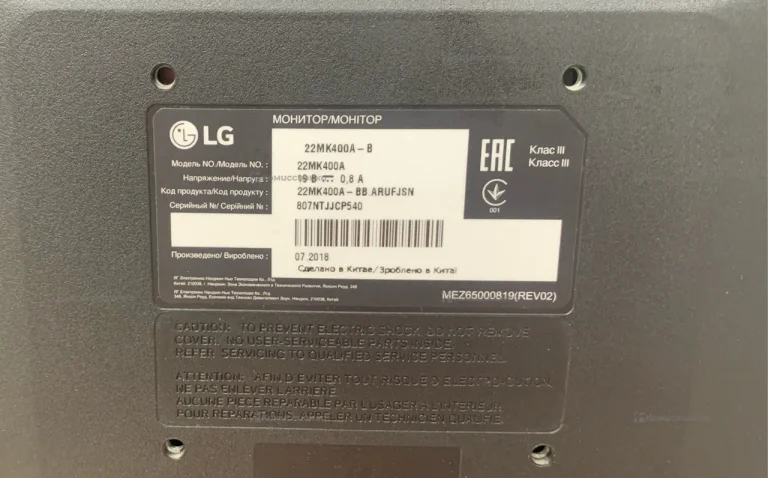 LG
МОНИТОР/МОНІТОР
22MK400A-B
Модель NO./Модель NO. : 22MK400A
Напряжение/Напруга : 19 В 0,8 А
Код продукта/Код продукту : 22MK400A-BB.ARUFJSN
Серийный №/ Серійний № : 807NTJJCP540
EAC
Клас III
Класс III
001
Произведено/ Вироблено : 07.2018
Сделано в Китае/Зроблено в Китаї
MEZ65000819(REV02)
CAUTION: TO PREVENT ELECTRIC SHOCK, DO NOT REMOVE
COVER. NO USER-SERVICEABLE PARTS INSIDE.
REFER SERVICING TO QUALIFIED SERVICE PERSONNEL.
ATTENTION: AFIN D'EVITER TOUT RISQUE D'ELECTROCUTION,
NE PAS ENLEVER L'ARRIERE.
AUCUNE PIECE REPARABLE PAR L'USAGER A L'INTERIEUR.
POUR REPARATIONS, APPELER UN TECHNICIEN QUALIFIE.